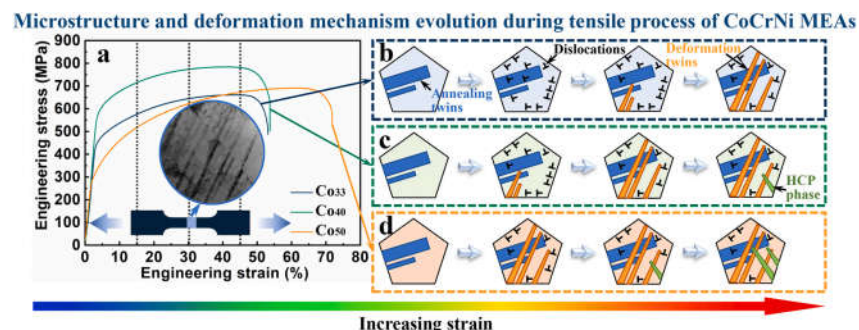 Microstructure and deformation mechanism evolution during tensile process of CoCrNi MEAs
a
Engineering stress (MPa)
900
800
700
600
500
400
300
200
100
0
0 10 20 30 40 50 60 70 80
Engineering strain (%)
Co33
Co40
Co50
b
Dislocations
Deformation
twins
Annealing
twins
c
HCP
phase
d
Increasing strain